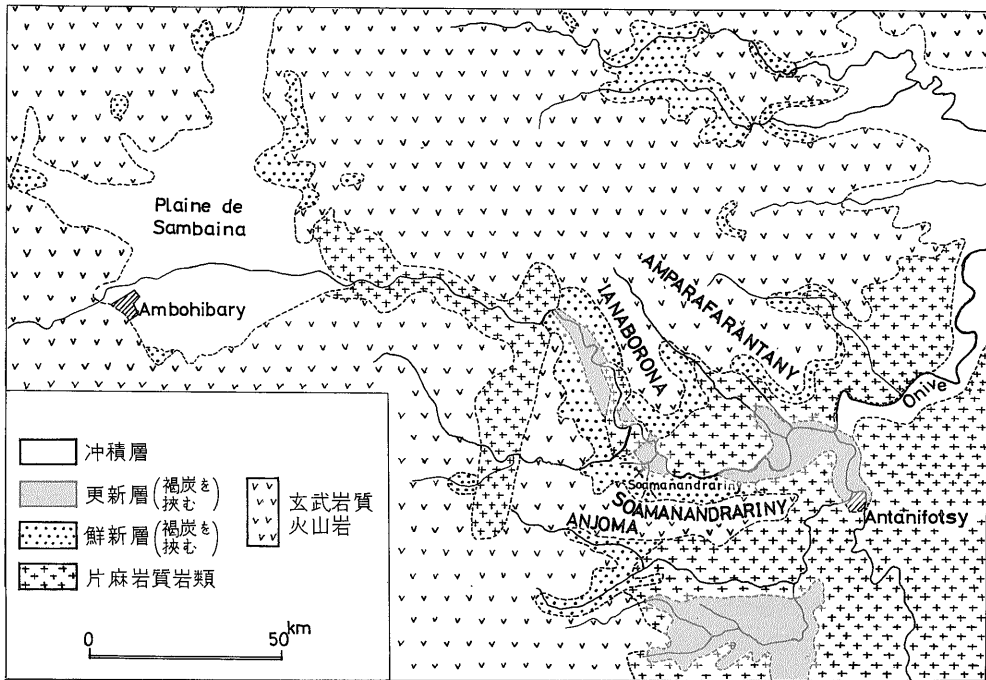 Plaine de
Sambaina
Ambohibary
IANABORONA
AMPARAFARANTANY
Onive
Soamanandrariny
SOAMANANDRARINY
ANJOMA
Antanifotsy
冲積層
更新層(褐炭を挟む)
鮮新層(褐炭を挟む)
片麻岩質岩類
玄武岩質
火山岩
0 50 km